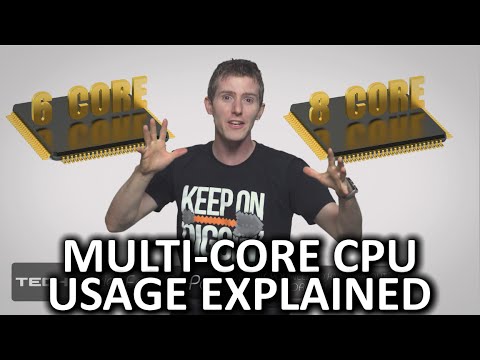 6 CORE
8 CORE
KEEP ON
MULTI-CORE CPU
USAGE EXPLAINED